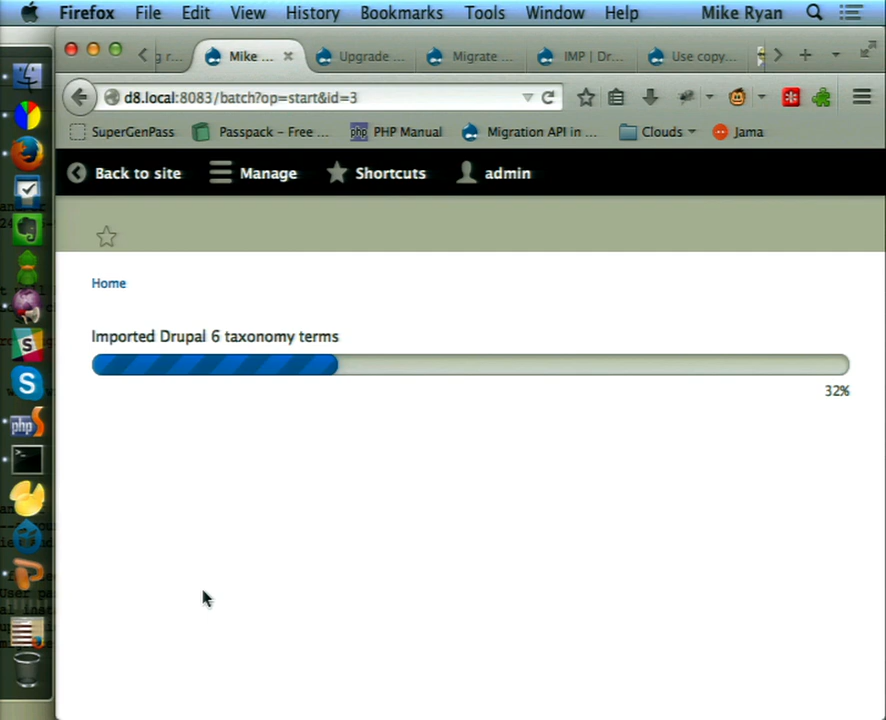 Firefox File Edit View History Bookmarks Tools Window Help Mike Ryan
g r... Mike ... Upgrade ... Migrate ... IMP | Dr... Use copy...
d8.local:8083/batch?op=start&id=3
SuperGenPass Passpack - Free ... php PHP Manual Migration API in ... Clouds Jama
Back to site Manage Shortcuts admin
Home
Imported Drupal 6 taxonomy terms
32%
S
S
php